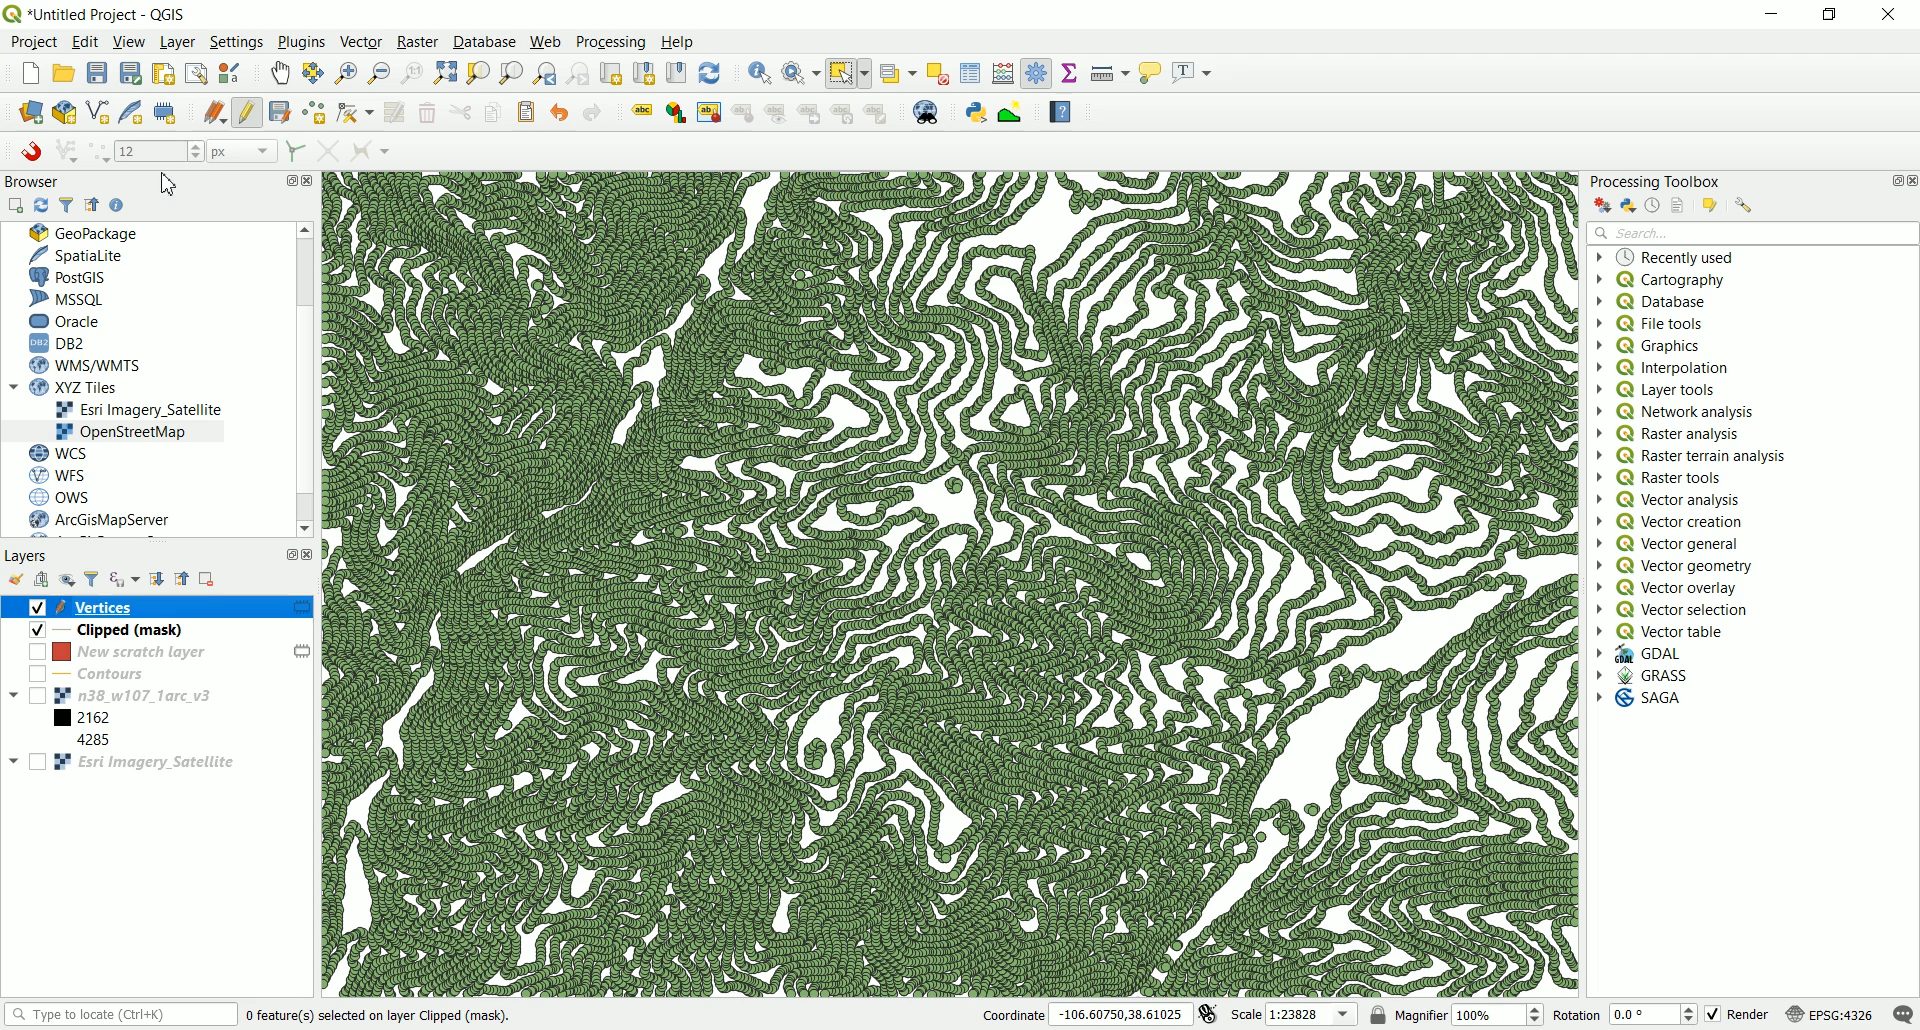 *Untitled Project - QGIS
Project Edit View Layer Settings Plugins Vector Raster Database Web Processing Help
12 px
Browser
GeoPackage
SpatiaLite
PostGIS
MSSQL
Oracle
DB2
WMS/WMTS
XYZ Tiles
Esri Imagery_Satellite
OpenStreetMap
WCS
WFS
OWS
ArcGisMapServer
Layers
Vertices
Clipped (mask)
New scratch layer
Contours
n38_w107_1arc_v3
2162
4285
Esri Imagery_Satellite
Processing Toolbox
Search...
Recently used
Cartography
Database
File tools
Graphics
Interpolation
Layer tools
Network analysis
Raster analysis
Raster terrain analysis
Raster tools
Vector analysis
Vector creation
Vector general
Vector geometry
Vector overlay
Vector selection
Vector table
GDAL
GRASS
SAGA
Type to locate (Ctrl+K) 0 feature(s) selected on layer Clipped (mask). Coordinate -106.60750,38.61025 Scale 1:23828 Magnifier 100% Rotation 0.0 ° Render EPSG:4326